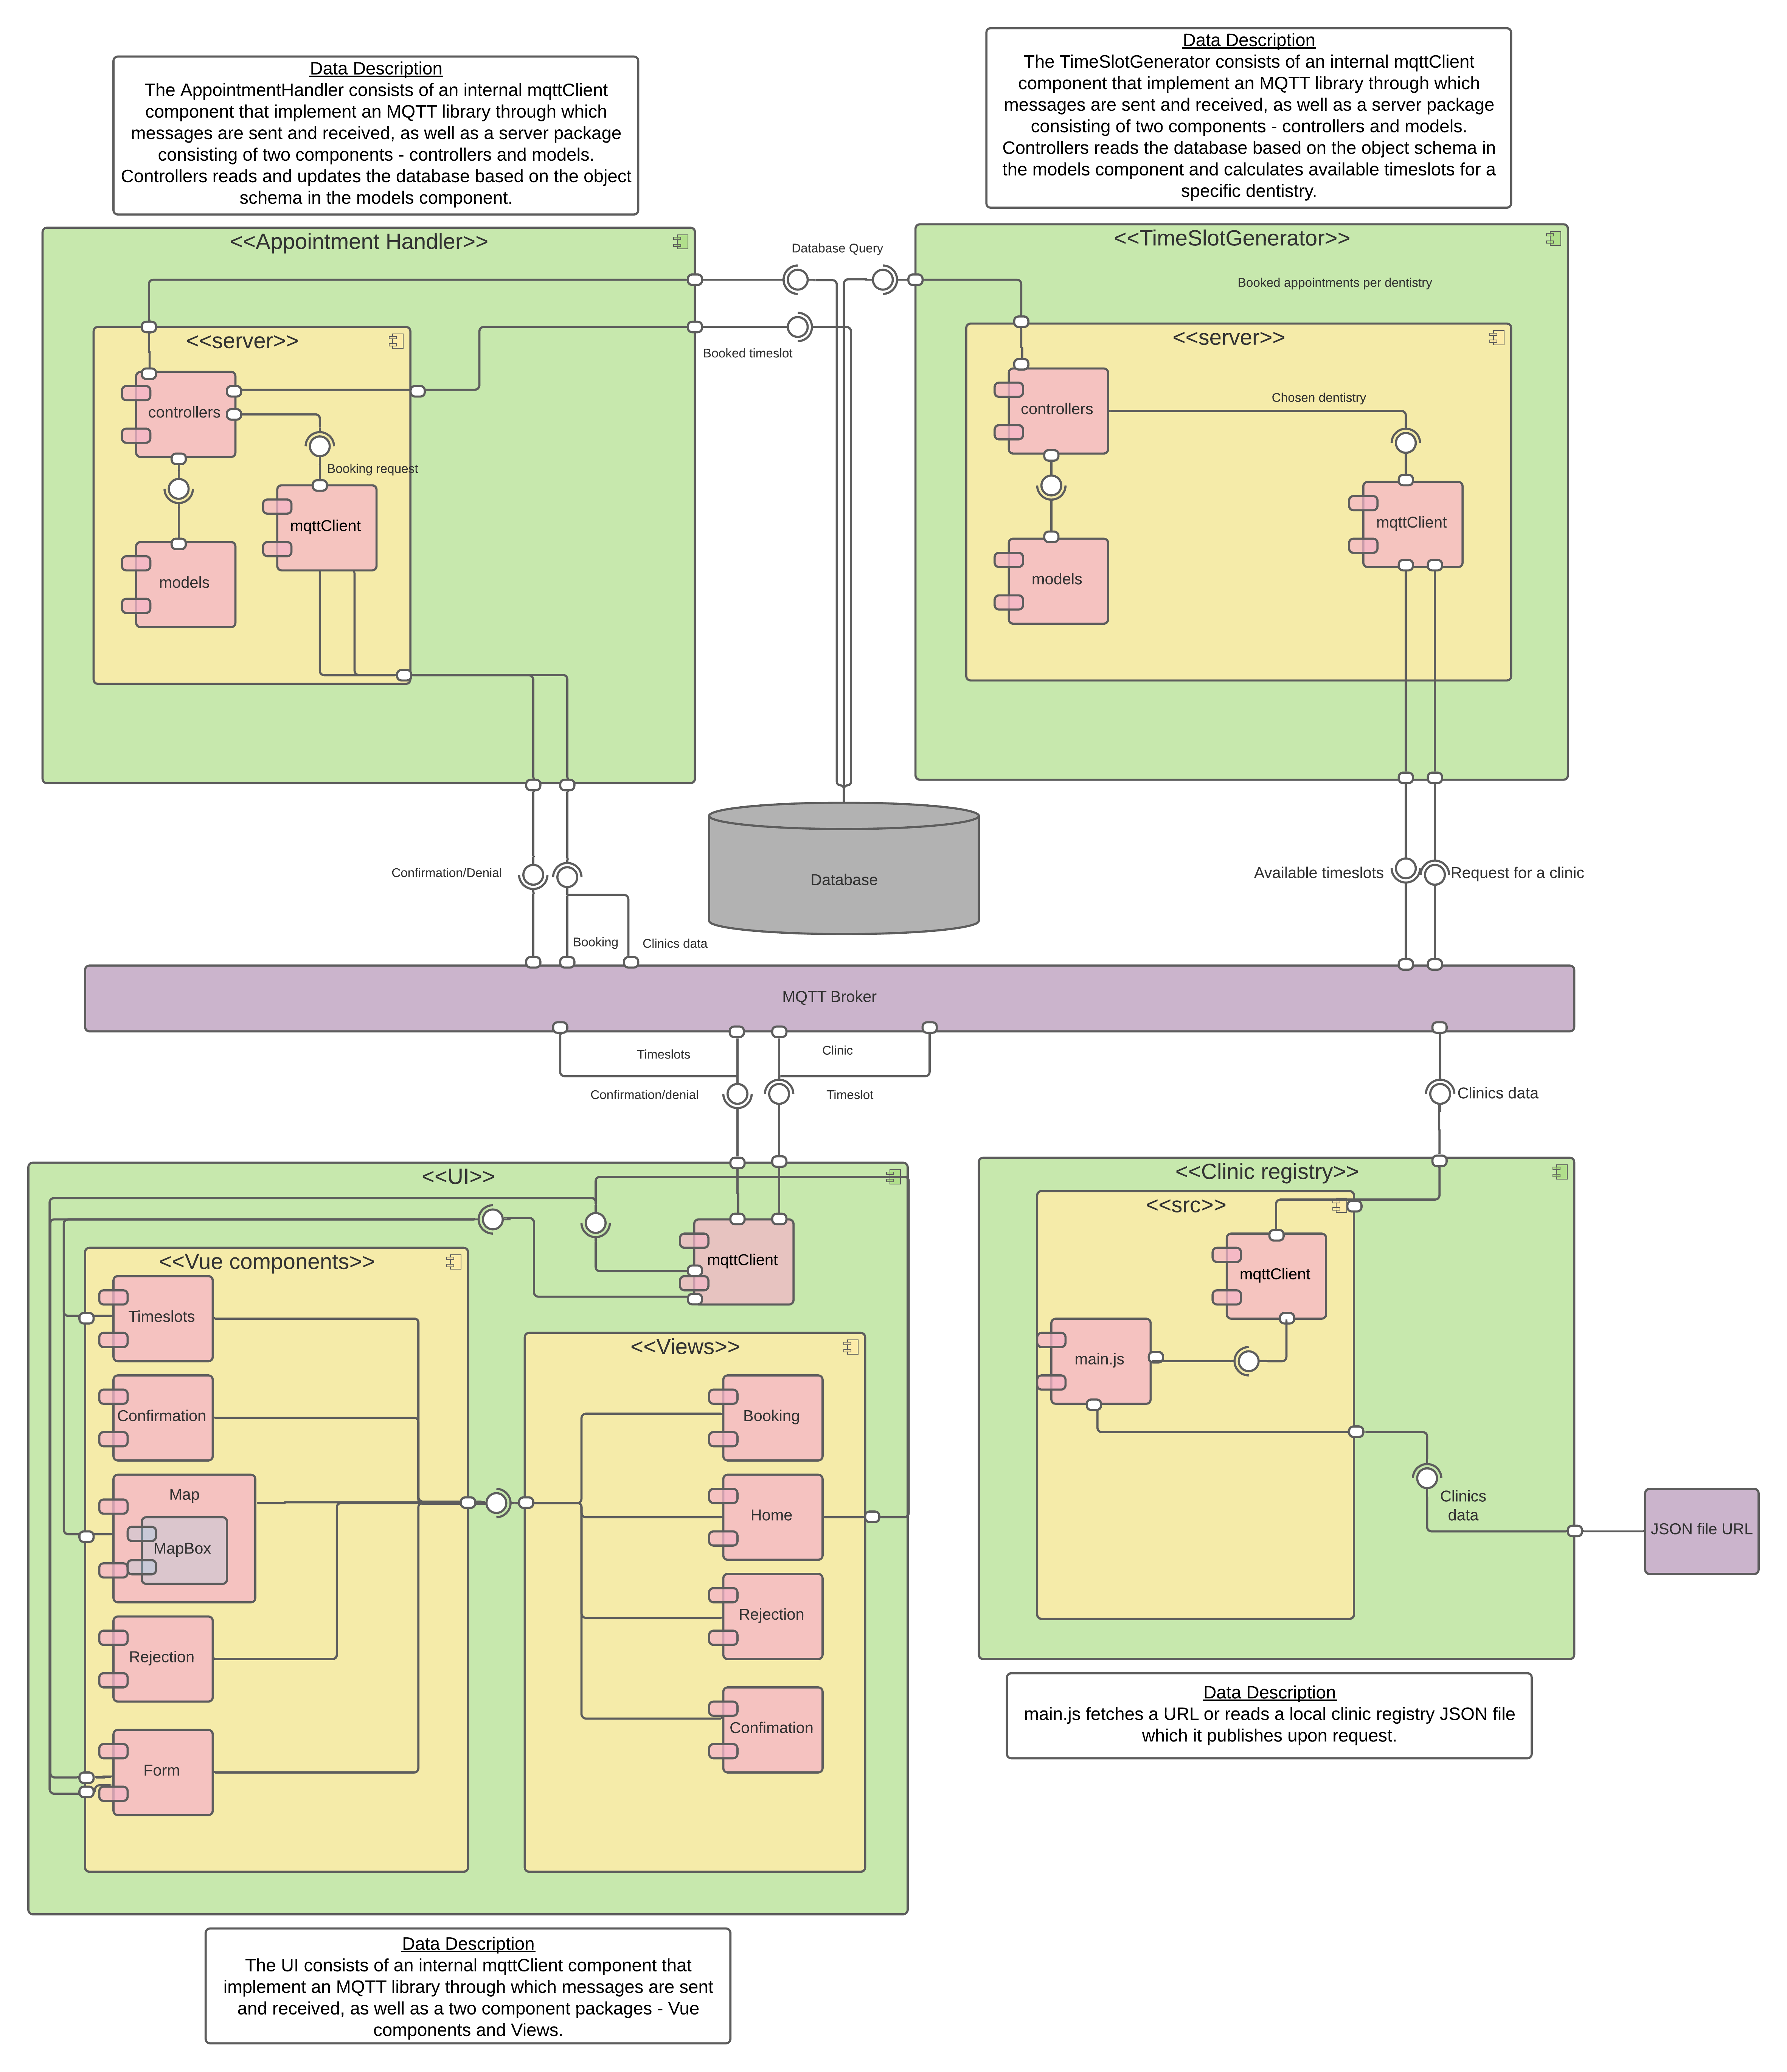 Data Description
The AppointmentHandler consists of an internal mqttClient
component that implement an MQTT library through which
messages are sent and received, as well as a server package
consisting of two components - controllers and models.
Controllers reads and updates the database based on the object
schema in the models component.
Data Description
The TimeSlotGenerator consists of an internal mqttClient
component that implement an MQTT library through which
messages are sent and received, as well as a server package
consisting of two components - controllers and models.
Controllers reads the database based on the object schema in
the models component and calculates available timeslots for a
specific dentistry.
<<Appointment Handler>>
<<server>>
controllers
Booking request
mqttClient
models
Database Query
Booked timeslot
<<TimeSlotGenerator>>
Booked appointments per dentistry
<<server>>
controllers
Chosen dentistry
mqttClient
models
Confirmation/Denial
Booking
Clinics data
Database
Available timeslots
Request for a clinic
MQTT Broker
Timeslots
Clinic
Confirmation/denial
Timeslot
Clinics data
<<UI>>
mqttClient
<<Vue components>>
Timeslots
Confirmation
Map
MapBox
Rejection
Form
<<Views>>
Booking
Home
Rejection
Confimation
<<Clinic registry>>
<<src>>
mqttClient
main.js
Clinics
data
JSON file URL
Data Description
main.js fetches a URL or reads a local clinic registry JSON file
which it publishes upon request.
Data Description
The UI consists of an internal mqttClient component that
implement an MQTT library through which messages are sent
and received, as well as a two component packages - Vue
components and Views.